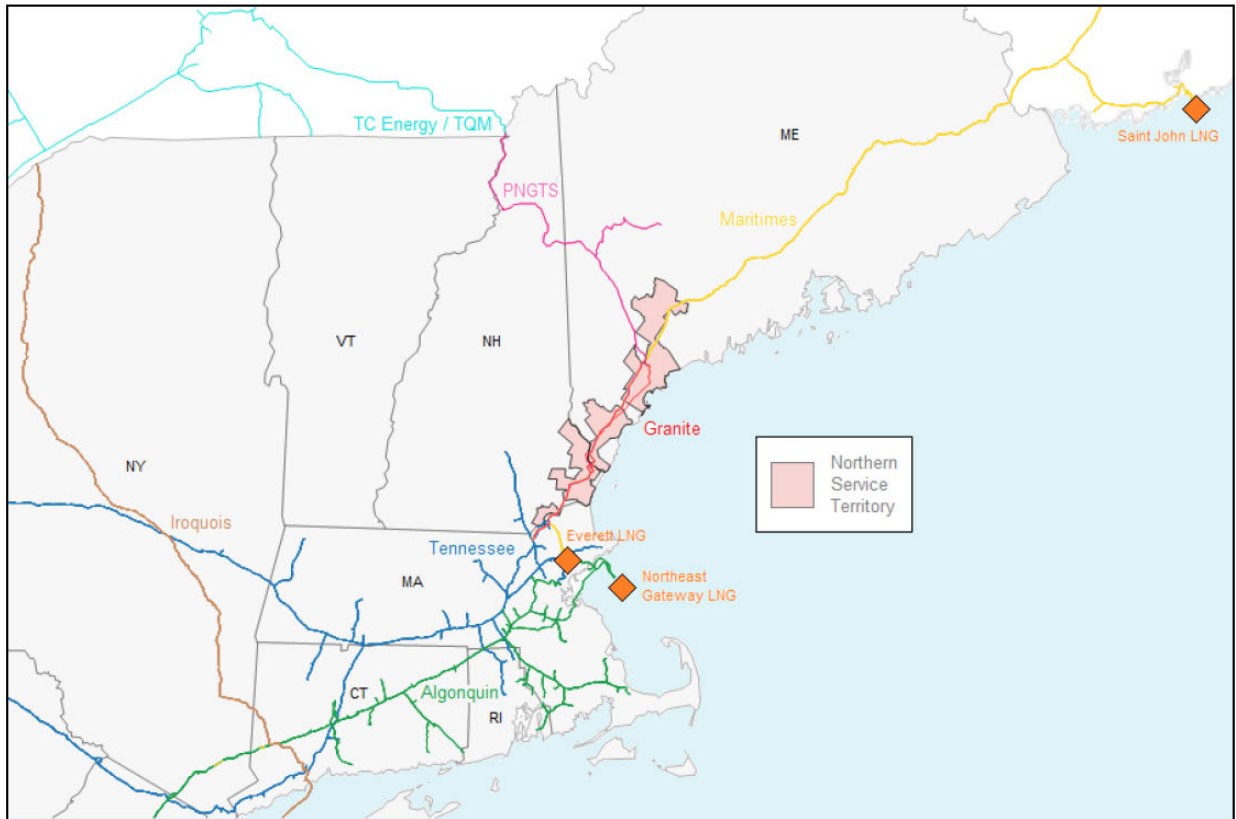 TC Energy / TQM
ME
Saint John LNG
PNGTS
Maritimes
VT
NH
Granite
Northern
Service
Territory
NY
Iroquois
Tennessee
Everett LNG
MA
Northeast
Gateway LNG
CT
Algonquin
RI